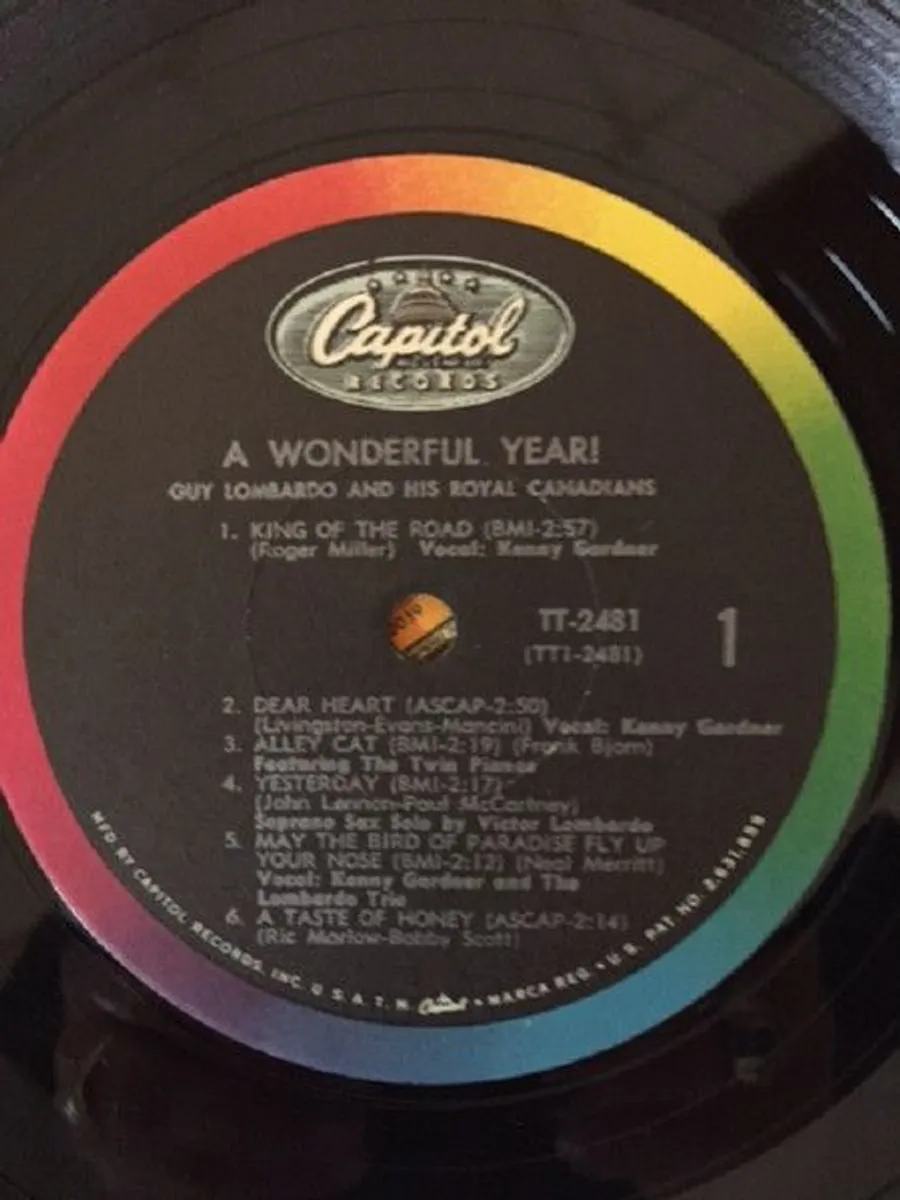 Capitol
RECORDS
A WONDERFUL YEAR!
GUY LOMBARDO AND HIS ROYAL CANADIANS
1. KING OF THE ROAD (BMI-2:57)
(Roger Miller) Vocal: Kenny Gardner
TT-2481
1
(TT1-2481)
2. DEAR HEART (ASCAP-2:50)
(Livingston-Evans-Mancini) Vocal: Kenny Gardner
3. ALLEY CAT (BMI-2:19) (Frank Bjorn)
Featuring The Twin Pianos
4. YESTERDAY (BMI-2:17)
(John Lennon-Paul McCartney)
Soprano Sax Solo by Victor Lombardo
5. MAY THE BIRD OF PARADISE FLY UP
YOUR NOSE (BMI-2:12) (Neal Merritt)
Vocal: Kenny Gardner and The
Lombardo Trio
6. A TASTE OF HONEY (ASCAP-2:14)
(Ric Marlow-Bobby Scott)
MFD. BY CAPITOL RECORDS, INC. U.S.A. T.M. Capitol • MARCA REG. • U.S. PAT. NO. 2,631,859